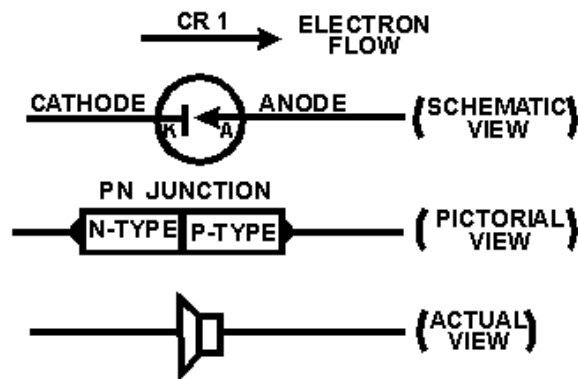 CR 1
ELECTRON
FLOW
CATHODE
K
A
ANODE
(SCHEMATIC
VIEW)
PN JUNCTION
N-TYPE
P-TYPE
(PICTORIAL
VIEW)
(ACTUAL
VIEW)